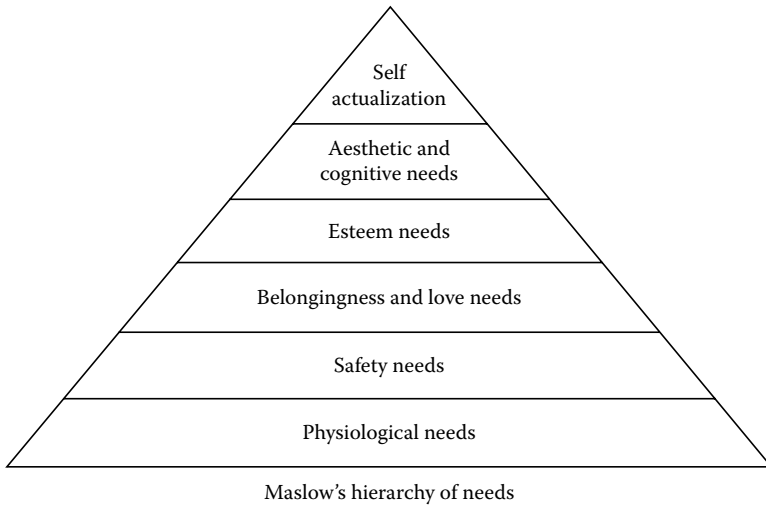 Self
actualization
Aesthetic and
cognitive needs
Esteem needs
Belongingness and love needs
Safety needs
Physiological needs
Maslow’s hierarchy of needs